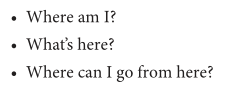 • Where am I?
• What's here?
• Where can I go from here?